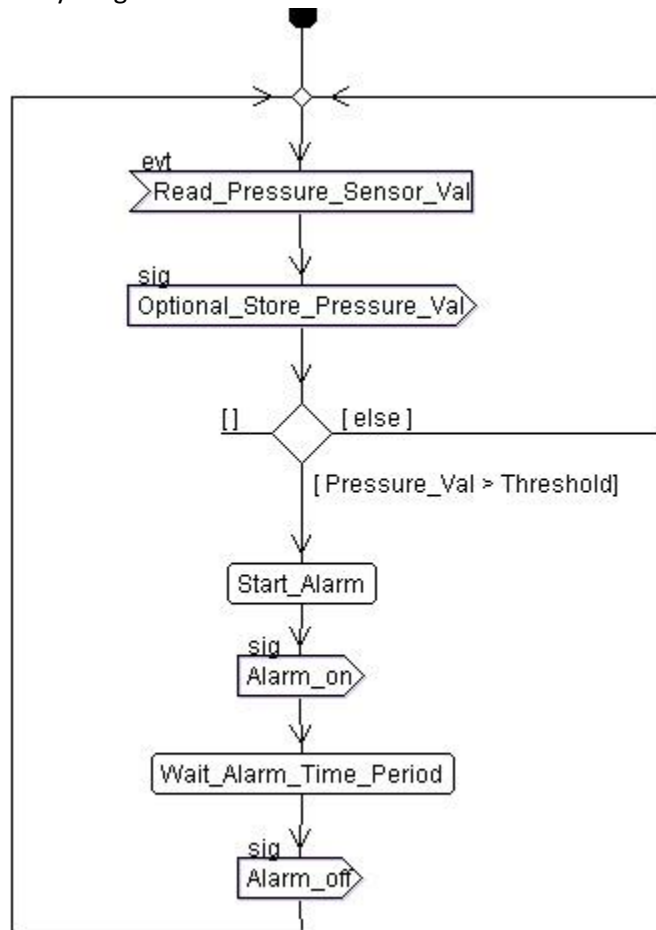 evt
Read_Pressure_Sensor_Val
sig
Optional_Store_Pressure_Val
[ ]
[ else ]
[ Pressure_Val > Threshold]
Start_Alarm
sig
Alarm_on
Wait_Alarm_Time_Period
sig
Alarm_off